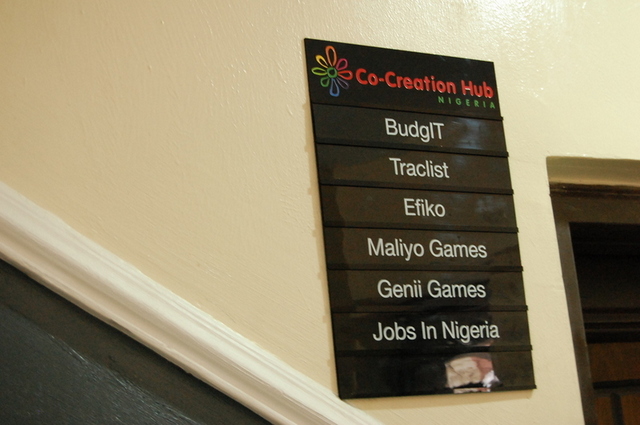 Co-Creation Hub
NIGERIA
BudgIT
Traclist
Efiko
Maliyo Games
Genii Games
Jobs In Nigeria